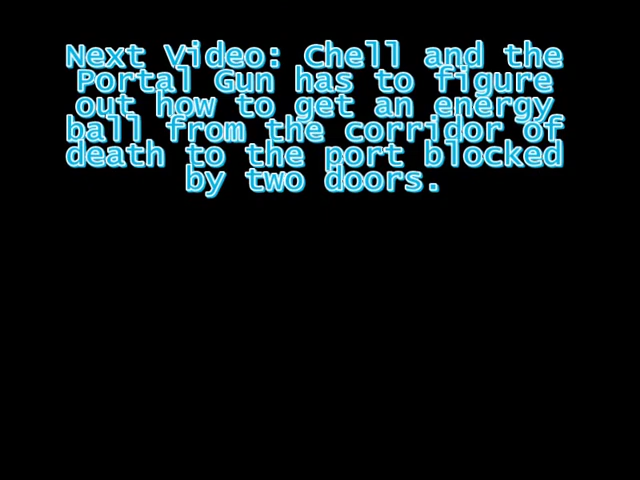 Next Video: Chell and the
Portal Gun has to figure
out how to get an energy
ball from the corridor of
death to the port blocked
by two doors.